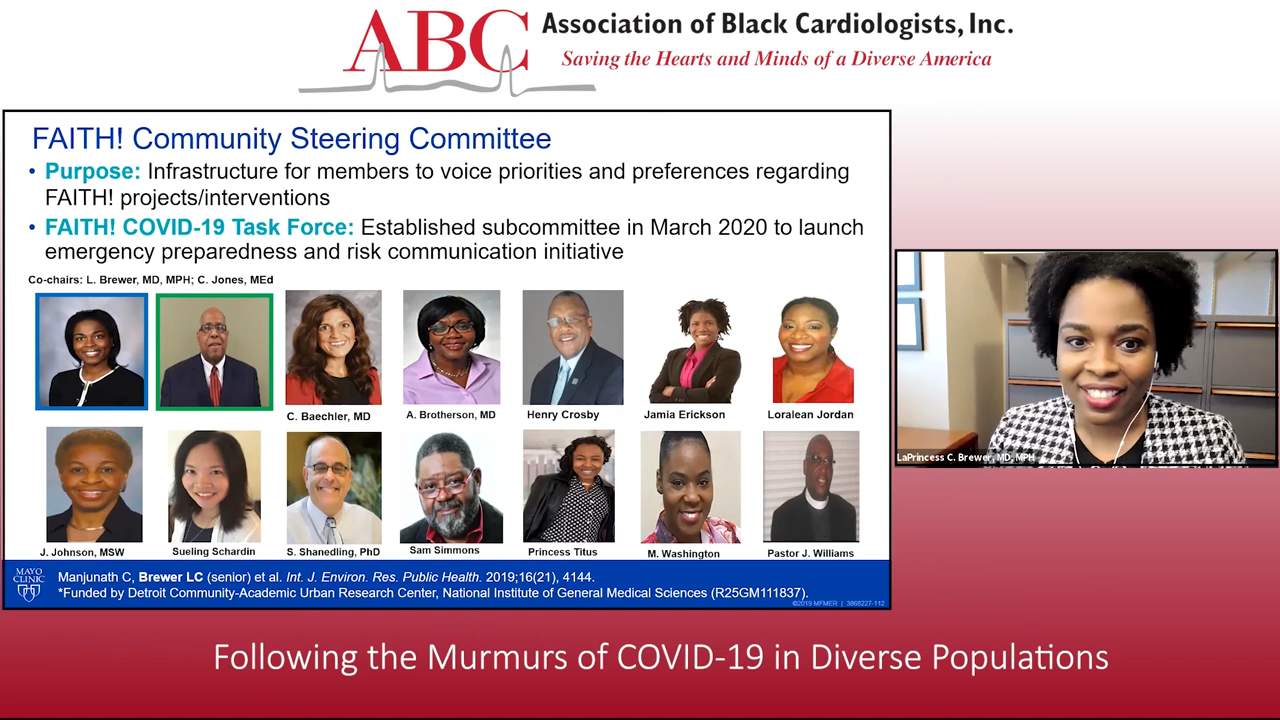 ABC
Association of Black Cardiologists, Inc.
Saving the Hearts and Minds of a Diverse America
FAITH! Community Steering Committee
• Purpose: Infrastructure for members to voice priorities and preferences regarding
FAITH! projects/interventions
• FAITH! COVID-19 Task Force: Established subcommittee in March 2020 to launch
emergency preparedness and risk communication initiative
Co-chairs: L. Brewer, MD, MPH; C. Jones, MEd
C. Baechler, MD
A. Brotherson, MD
Henry Crosby
Jamia Erickson
Loralean Jordan
J. Johnson, MSW
Sueling Schardin
S. Shanedling, PhD
Sam Simmons
Princess Titus
M. Washington
Pastor J. Williams
LaPrincess C. Brewer, MD, MPH
MAYO
CLINIC
Manjunath C, Brewer LC (senior) et al. Int. J. Environ. Res. Public Health. 2019;16(21), 4144.
*Funded by Detroit Community-Academic Urban Research Center, National Institute of General Medical Sciences (R25GM111837).
©2019 MFMER | 3868227-112
Following the Murmurs of COVID-19 in Diverse Populations